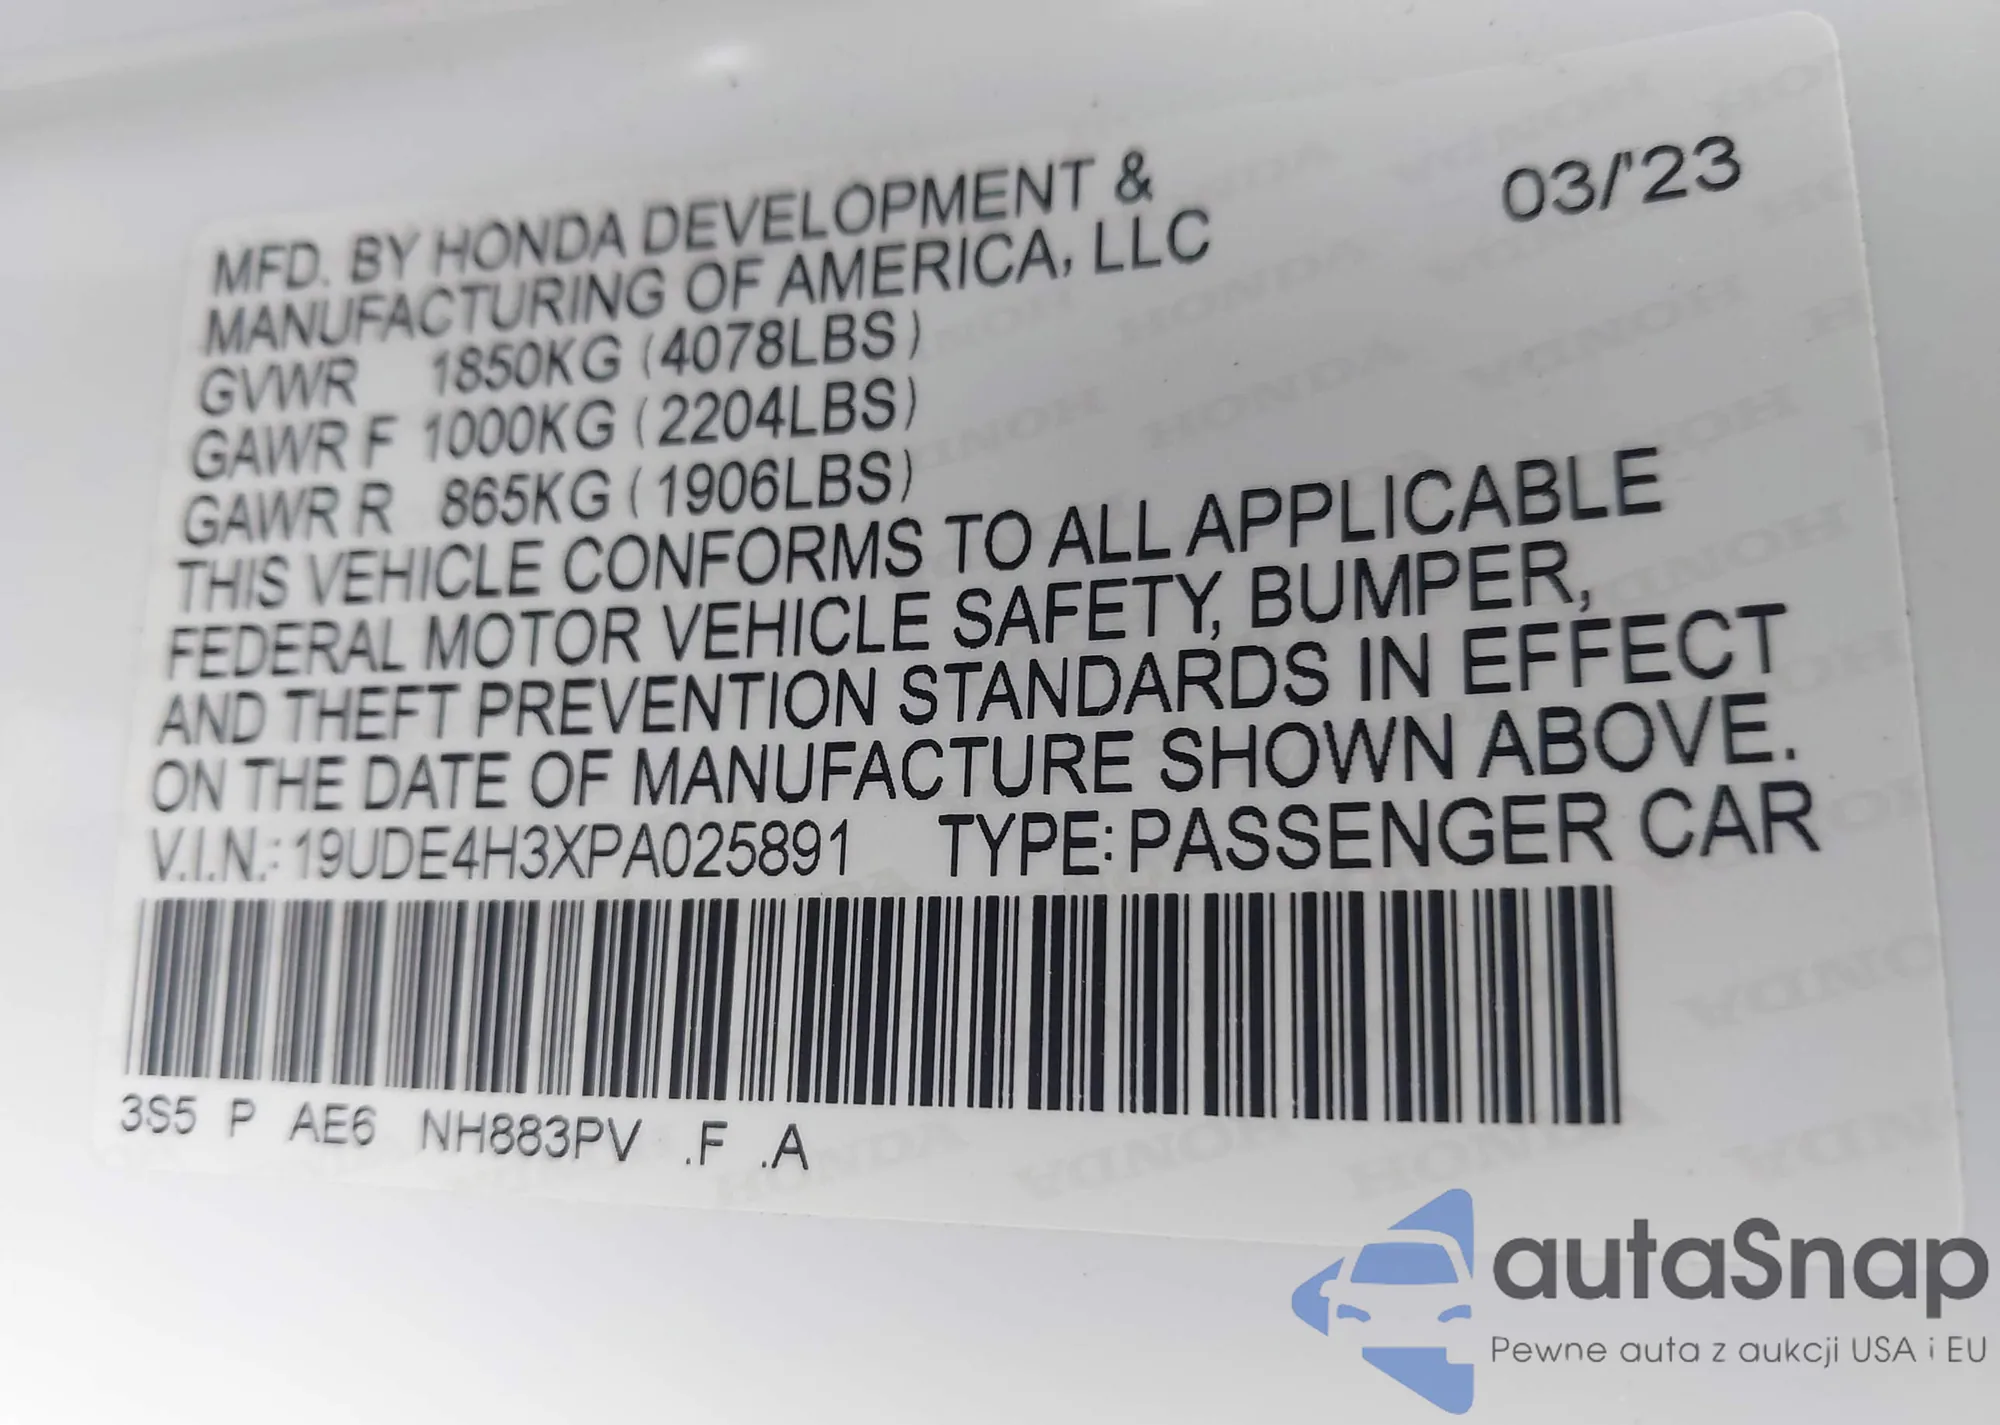 03/'23
MFD. BY HONDA DEVELOPMENT &
MANUFACTURING OF AMERICA, LLC
GVWR 1850KG (4078LBS)
GAWR F 1000KG (2204LBS)
GAWR R 865KG (1906LBS)
THIS VEHICLE CONFORMS TO ALL APPLICABLE
FEDERAL MOTOR VEHICLE SAFETY, BUMPER,
AND THEFT PREVENTION STANDARDS IN EFFECT
ON THE DATE OF MANUFACTURE SHOWN ABOVE.
V.I.N.: 19UDE4H3XPA025891 TYPE: PASSENGER CAR
3S5 P AE6 NH883PV .F .A
autaSnap
Pewne auta z aukcji USA i EU